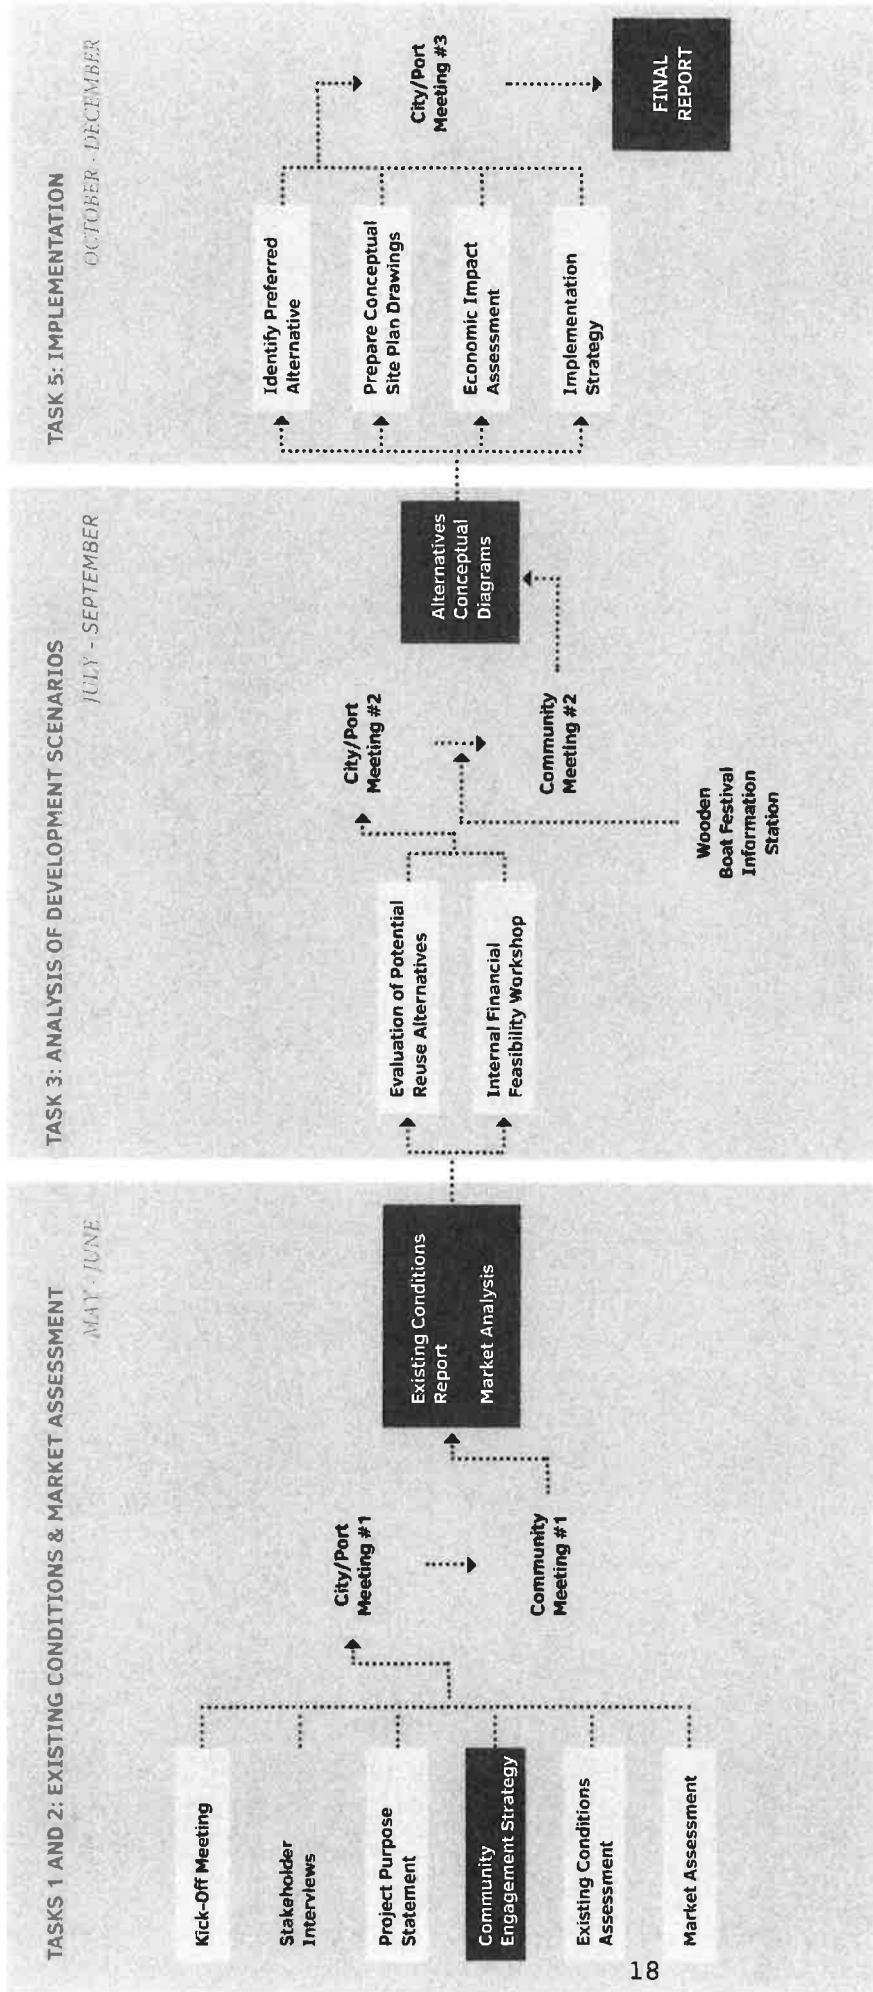 TASKS 1 AND 2: EXISTING CONDITIONS & MARKET ASSESSMENT
MAY - JUNE
Kick-Off Meeting
Stakeholder
Interviews
Project Purpose
Statement
Community
Engagement Strategy
Existing Conditions
Assessment
Market Assessment
City/Port
Meeting #1
Community
Meeting #1
Existing Conditions
Report
Market Analysis
TASK 3: ANALYSIS OF DEVELOPMENT SCENARIOS
JULY - SEPTEMBER
Evaluation of Potential
Reuse Alternatives
Internal Financial
Feasibility Workshop
City/Port
Meeting #2
Community
Meeting #2
Wooden
Boat Festival
Information
Station
Alternatives
Conceptual
Diagrams
TASK 5: IMPLEMENTATION
OCTOBER - DECEMBER
Identify Preferred
Alternative
Prepare Conceptual
Site Plan Drawings
Economic Impact
Assessment
Implementation
Strategy
City/Port
Meeting #3
FINAL
REPORT
18